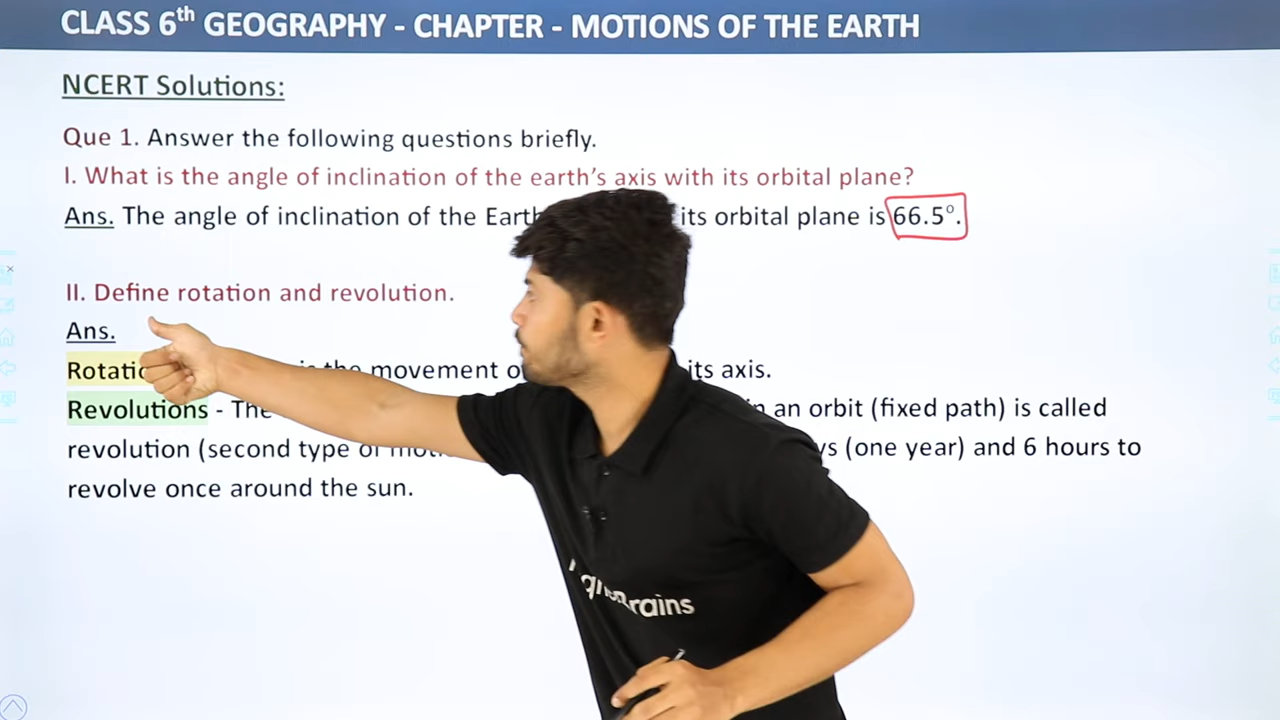 CLASS 6th GEOGRAPHY - CHAPTER - MOTIONS OF THE EARTH
NCERT Solutions:
Que 1. Answer the following questions briefly.
I. What is the angle of inclination of the earth's axis with its orbital plane?
Ans. The angle of inclination of the Earth its orbital plane is 66.5°.
II. Define rotation and revolution.
Ans.
the movement its axis.
Revolutions - The in an orbit (fixed path) is called
revolution (second type of (one year) and 6 hours to
revolve once around the sun.
rains